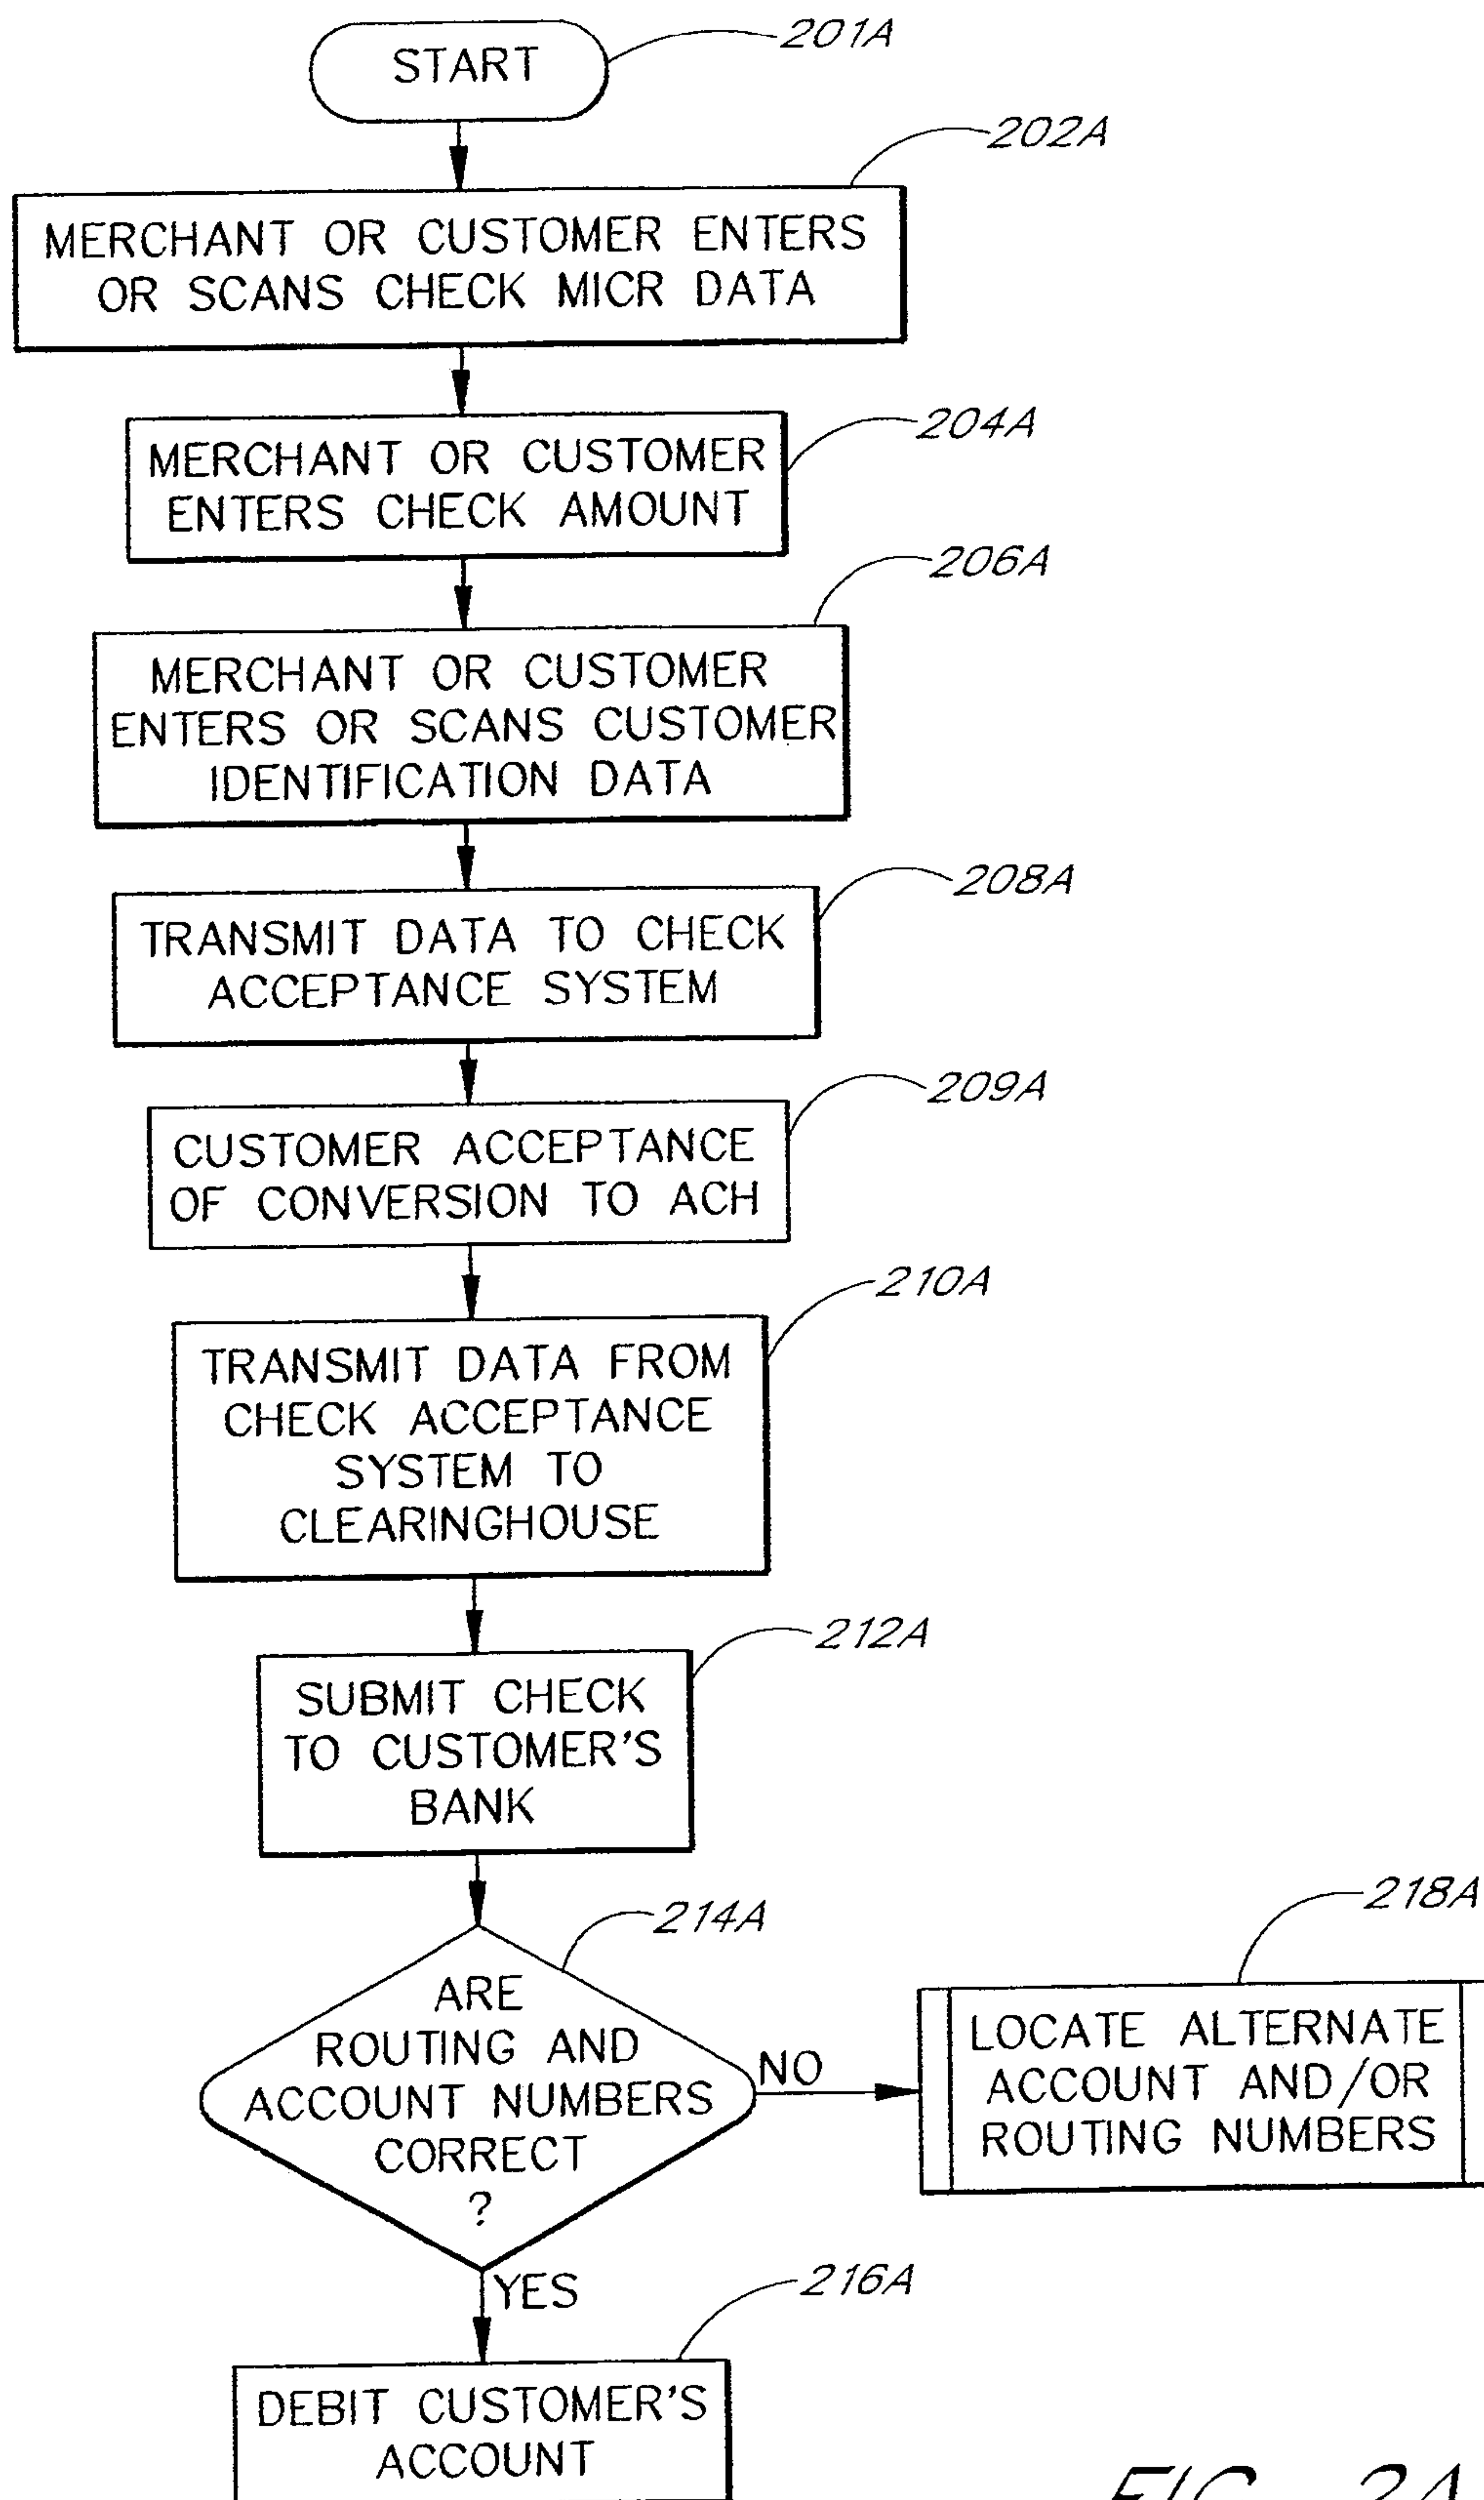 START
201A
202A
MERCHANT OR CUSTOMER ENTERS
OR SCANS CHECK MICR DATA
204A
MERCHANT OR CUSTOMER
ENTERS CHECK AMOUNT
206A
MERCHANT OR CUSTOMER
ENTERS OR SCANS CUSTOMER
IDENTIFICATION DATA
208A
TRANSMIT DATA TO CHECK
ACCEPTANCE SYSTEM
209A
CUSTOMER ACCEPTANCE
OF CONVERSION TO ACH
210A
TRANSMIT DATA FROM
CHECK ACCEPTANCE
SYSTEM TO
CLEARINGHOUSE
212A
SUBMIT CHECK
TO CUSTOMER'S
BANK
214A
ARE
ROUTING AND
ACCOUNT NUMBERS
CORRECT
?
NO
218A
LOCATE ALTERNATE
ACCOUNT AND/OR
ROUTING NUMBERS
YES
216A
DEBIT CUSTOMER'S
ACCOUNT
FIG. 2A